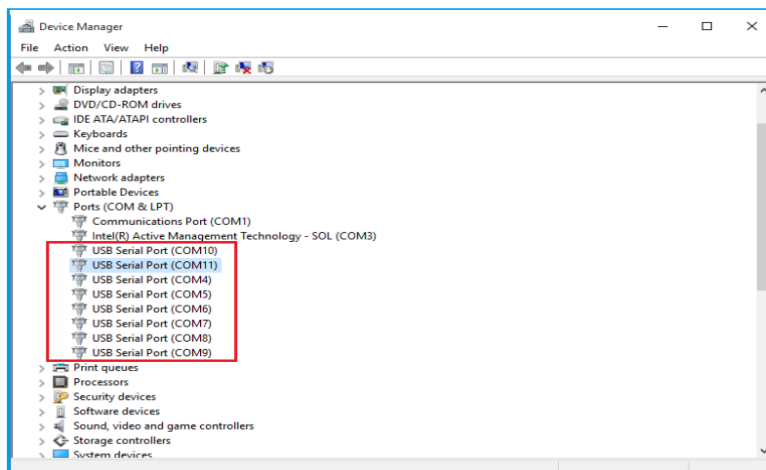 Device Manager
File Action View Help
Display adapters
DVD/CD-ROM drives
IDE ATA/ATAPI controllers
Keyboards
Mice and other pointing devices
Monitors
Network adapters
Portable Devices
Ports (COM & LPT)
Communications Port (COM1)
Intel(R) Active Management Technology - SOL (COM3)
USB Serial Port (COM10)
USB Serial Port (COM11)
USB Serial Port (COM4)
USB Serial Port (COM5)
USB Serial Port (COM6)
USB Serial Port (COM7)
USB Serial Port (COM8)
USB Serial Port (COM9)
Print queues
Processors
Security devices
Software devices
Sound, video and game controllers
Storage controllers
System devices